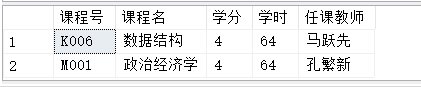 课程号 课程名 学分 学时 任课教师
1 K006 数据结构 4 64 马跃先
2 M001 政治经济学 4 64 孔繁新